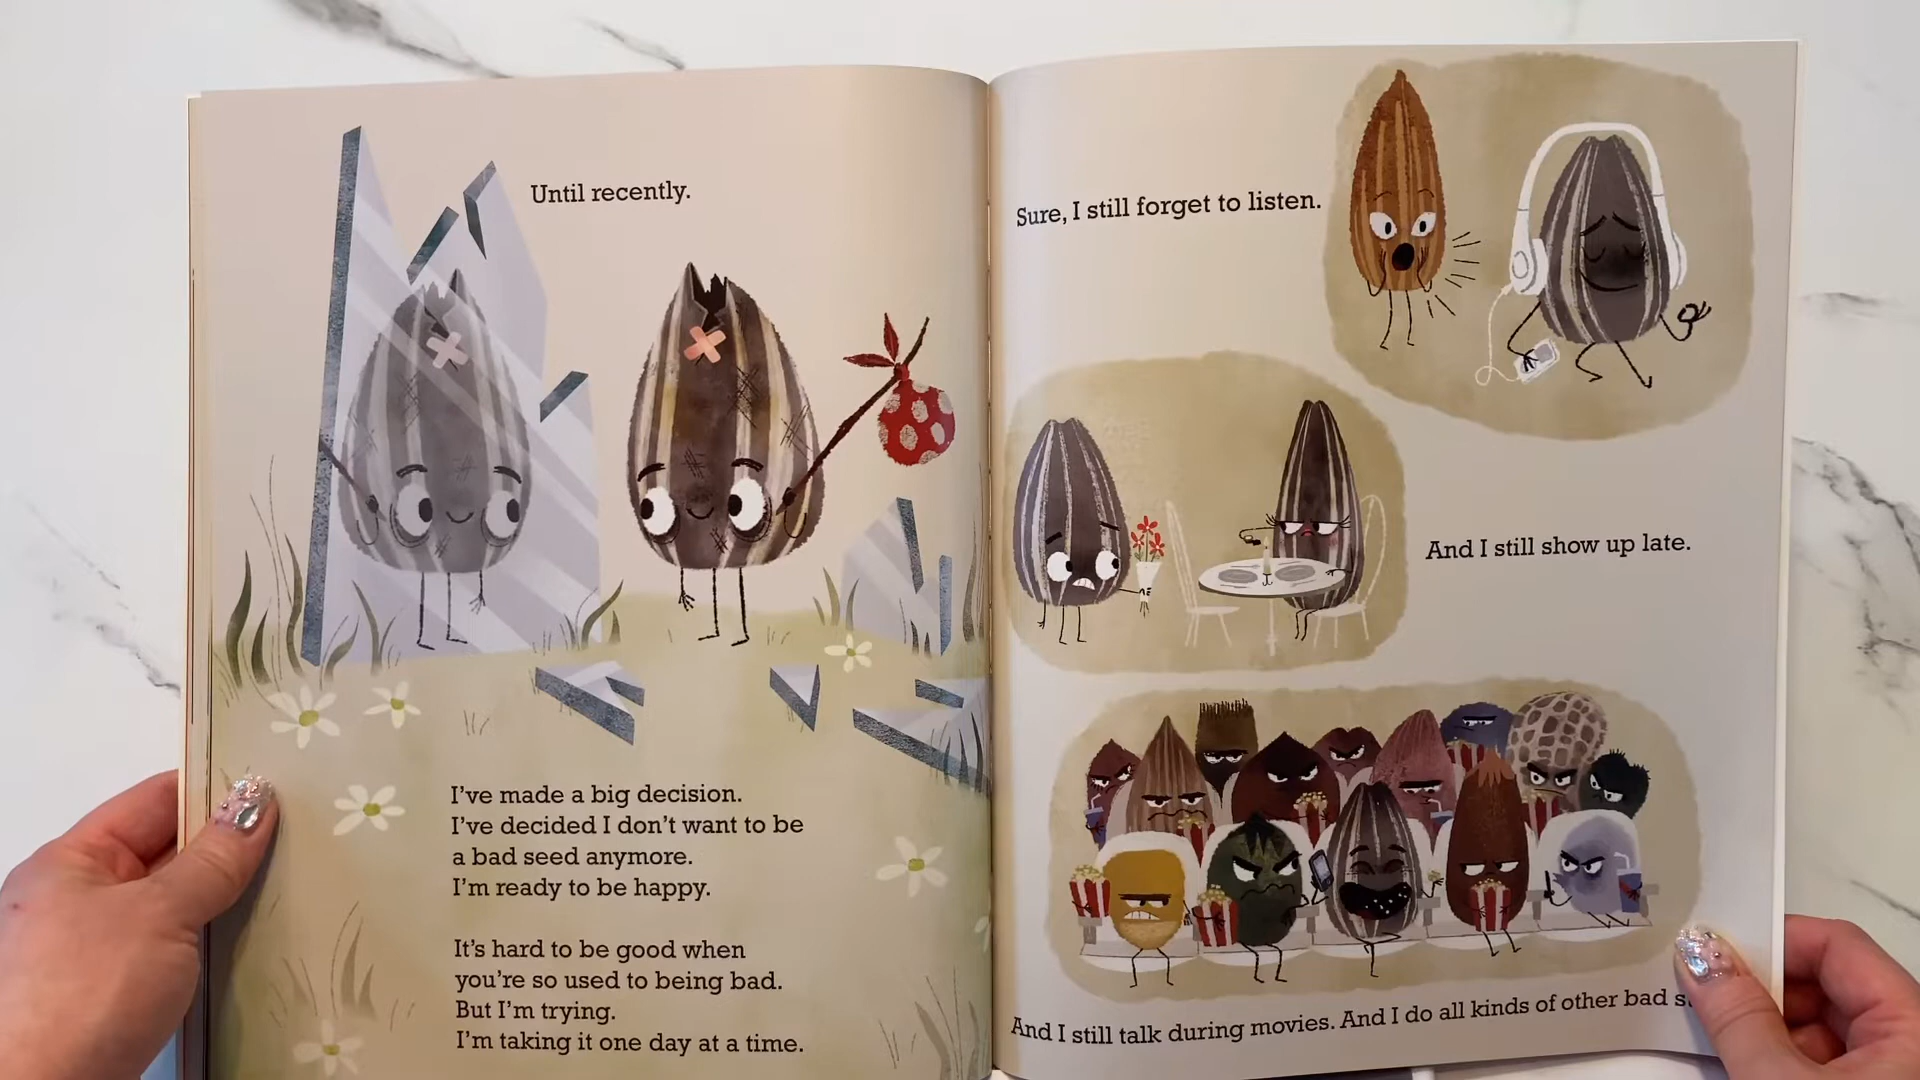 Until recently.
I've made a big decision.
I've decided I don't want to be
a bad seed anymore.
I'm ready to be happy.
It's hard to be good when
you're so used to being bad.
But I'm trying.
I'm taking it one day at a time.
Sure, I still forget to listen.
And I still show up late.
And I still talk during movies. And I do all kinds of other bad